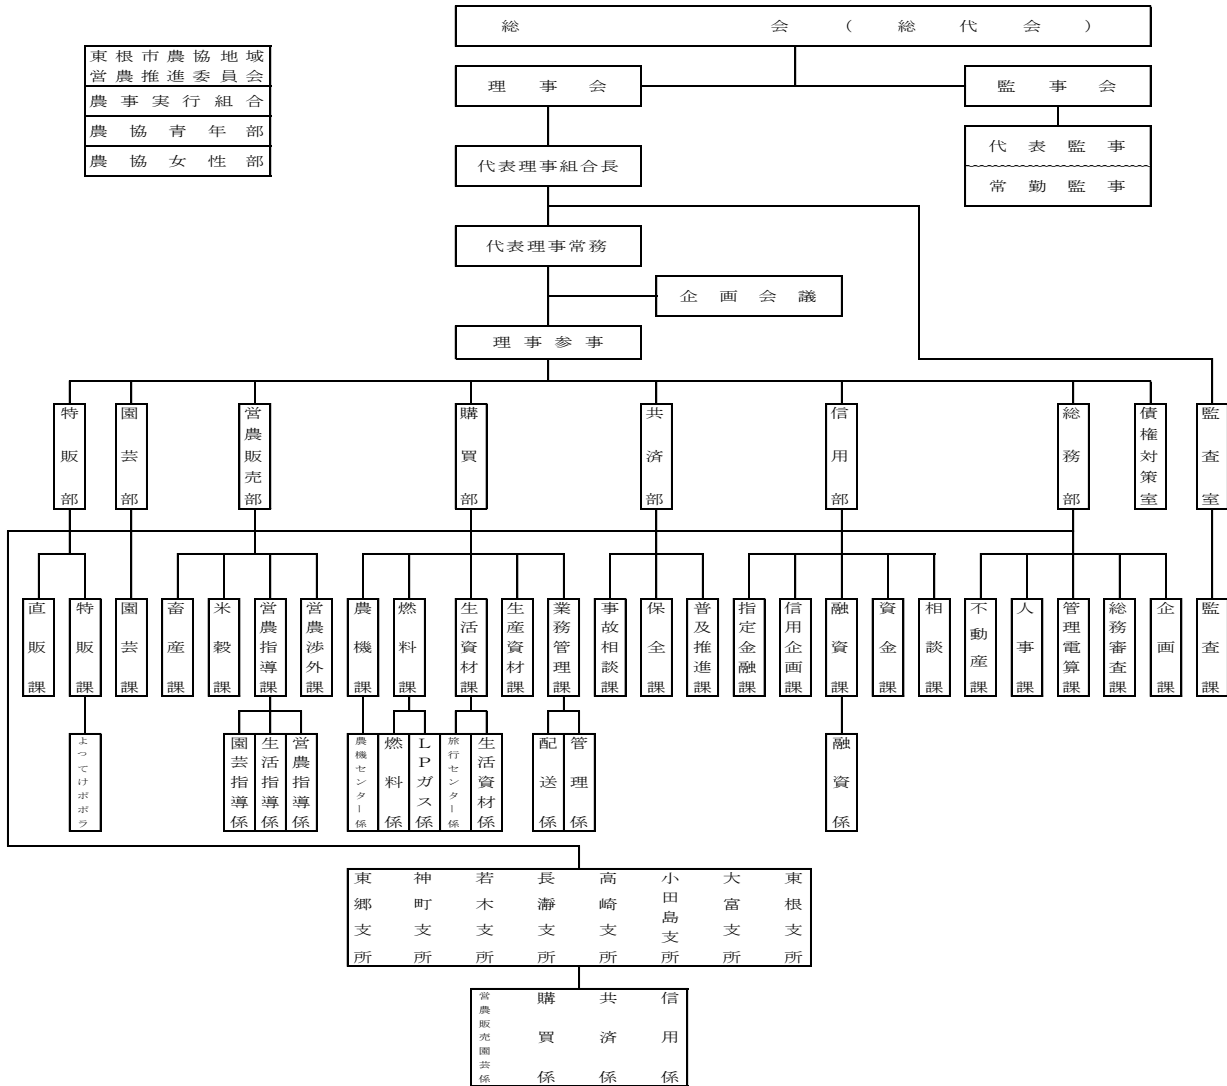 総会（総代会）
東根市農協地域
営農推進委員会
農事実行組合
農協青年部
農協女性部
理事会
監事会
代表監事
常勤監事
代表理事組合長
代表理事常務
企画会議
理事参事
特販部
園芸部
営農販売部
購買部
共済部
信用部
総務部
債権対策室
監査室
直販課
特販課
園芸課
畜産課
米穀課
営農指導課
営農渉外課
農機課
燃料課
生活資材課
生産資材課
業務管理課
事故相談課
保全課
普及推進課
指定金融課
信用企画課
融資課
資金課
相談課
不動産課
人事課
管理電算課
総務審査課
企画課
監査課
よってけポポラ
園芸指導係
生活指導係
営農指導係
農機センター係
燃料係
LPガス係
旅行センター係
生活資材係
配送係
管理係
融資係
東郷支所
神町支所
若木支所
長瀞支所
高崎支所
小田島支所
大富支所
東根支所
営農販売園芸係
購買係
共済係
信用係